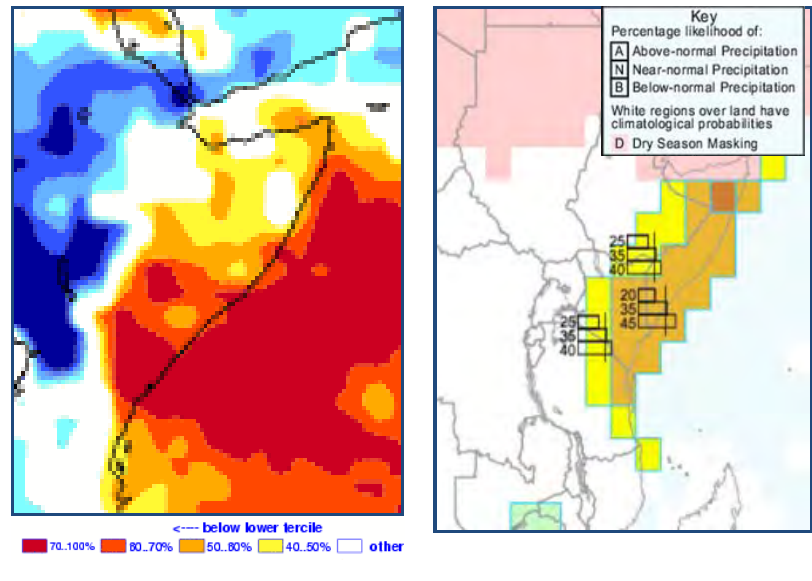 Key
Percentage likelihood of:
A Above-normal Precipitation
N Near-normal Precipitation
B Below-normal Precipitation
White regions over land have
climatological probabilities
D Dry Season Masking
25
35
40
20
35
45
25
35
40
<---- below lower tercile
70..100% 60..70% 50..60% 40..50% other